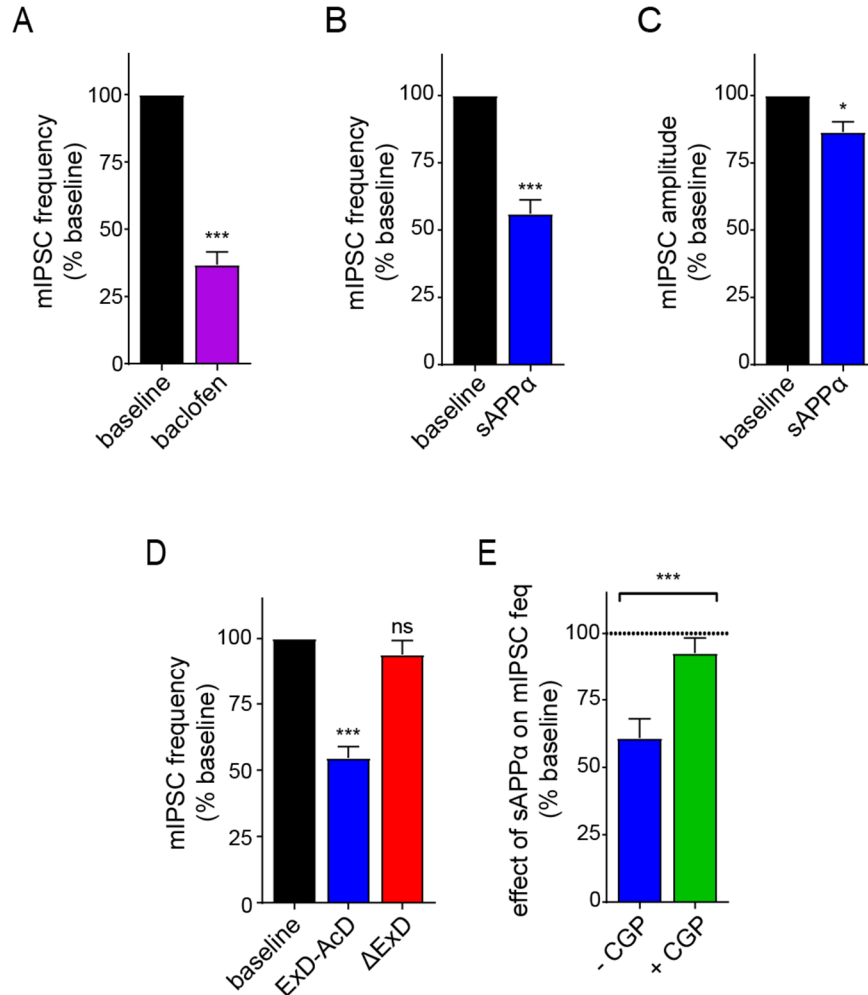 A
mIPSC frequency
(% baseline)
100
75
50
25
0
***
baseline
baclofen
B
mIPSC frequency
(% baseline)
100
75
50
25
0
***
baseline
sAPPα
C
mIPSC amplitude
(% baseline)
100
75
50
25
0
*
baseline
sAPPα
D
mIPSC frequency
(% baseline)
100
75
50
25
0
***
ns
baseline
ExD-AcD
ΔExD
E
effect of sAPPα on mIPSC feq
(% baseline)
100
75
50
25
0
***
- CGP
+ CGP